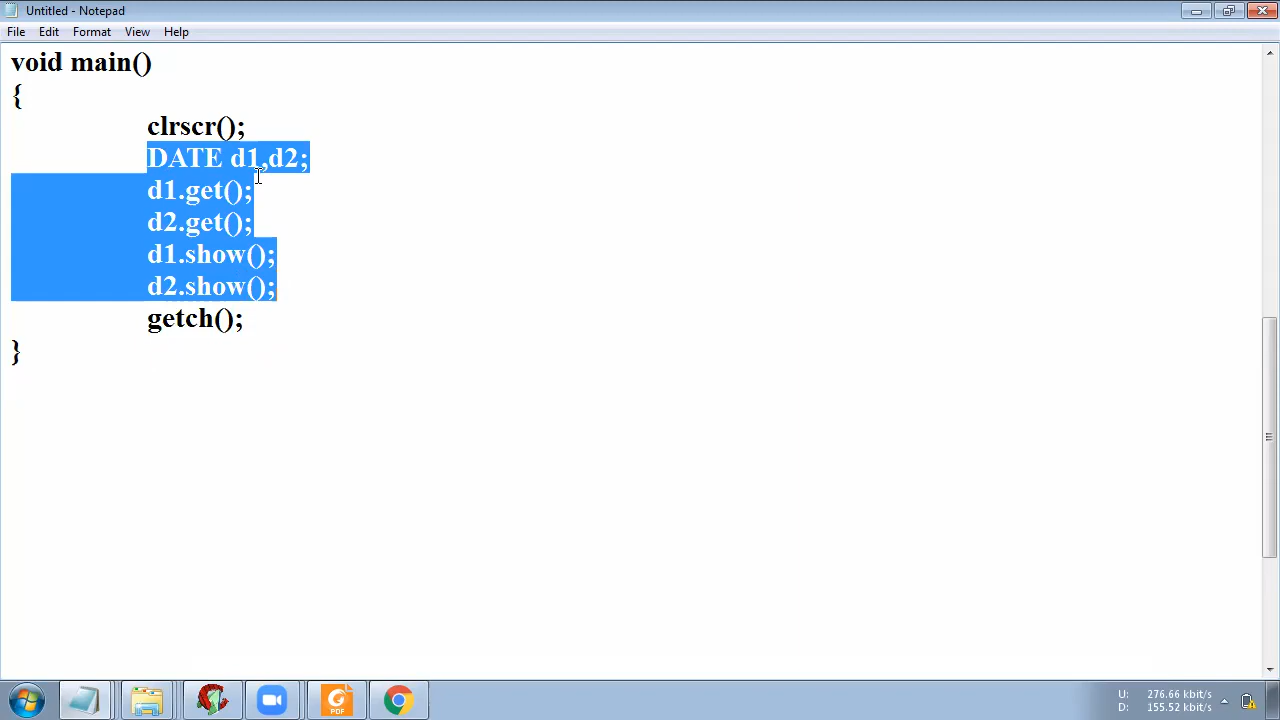 Untitled - Notepad
File Edit Format View Help
void main()
{
clrscr();
DATE d1,d2;
d1.get();
d2.get();
d1.show();
d2.show();
getch();
}
PDF
U: 276.66 kbit/s
D: 155.52 kbit/s